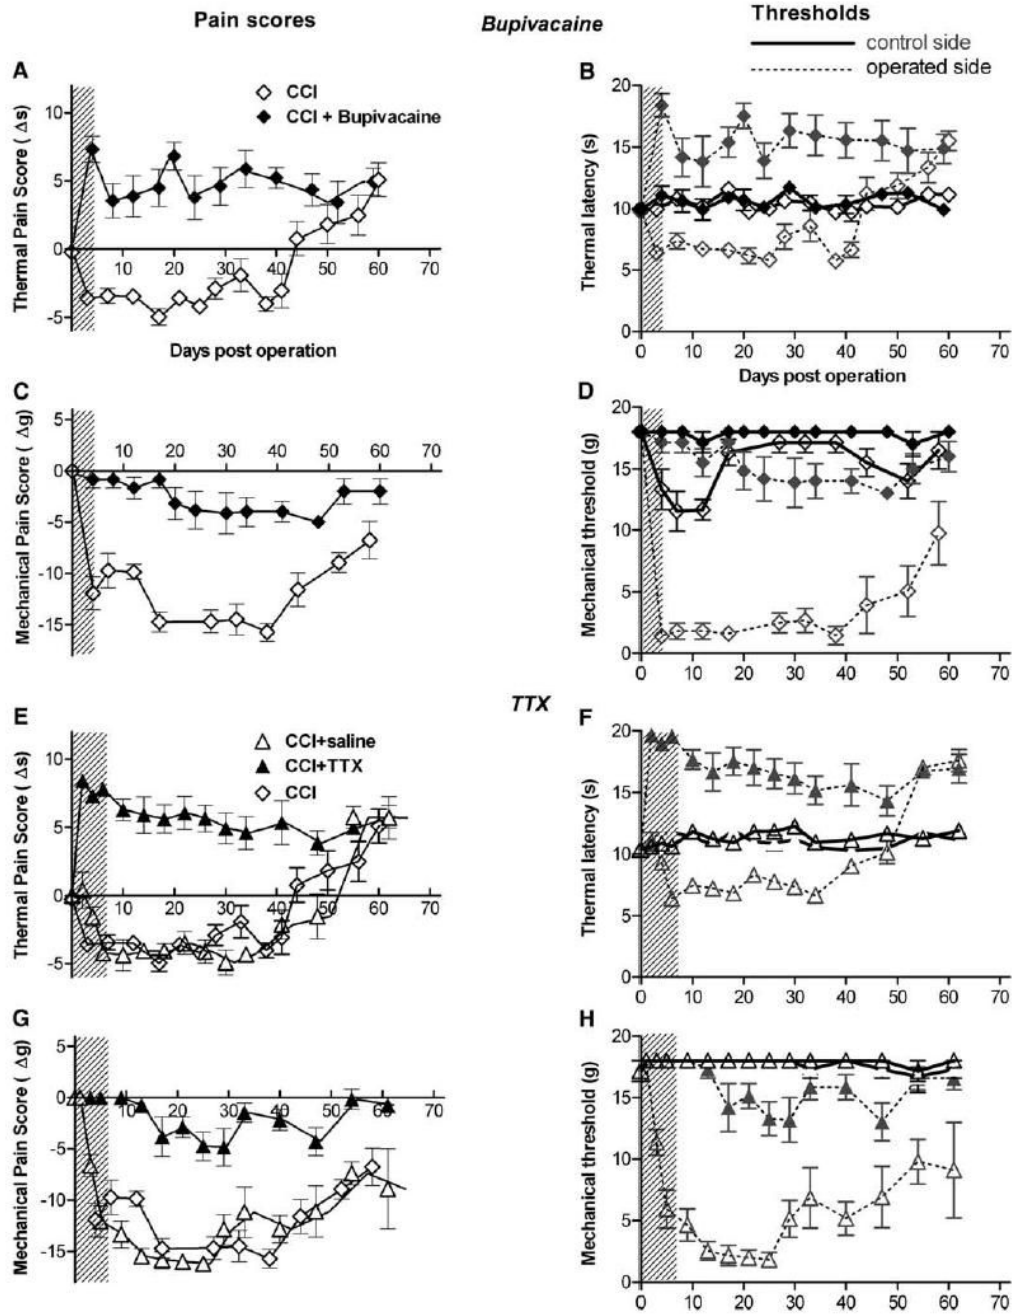 Pain scores
Bupivacaine
Thresholds
control side
operated side
A
CCI
CCI + Bupivacaine
Thermal Pain Score ( Δs)
10
5
0
-5
10 20 30 40 50 60 70
Days post operation
B
Thermal latency (s)
20
15
10
5
0
0 10 20 30 40 50 60 70
Days post operation
C
Mechanical Pain Score ( Δg)
5
0
-5
-10
-15
10 20 30 40 50 60 70
D
Mechanical threshold (g)
20
15
10
5
0
0 10 20 30 40 50 60 70
TTX
E
CCI+saline
CCI+TTX
CCI
Thermal Pain Score ( Δs)
10
5
0
-5
10 20 30 40 50 60 70
F
Thermal latency (s)
20
15
10
5
0
0 10 20 30 40 50 60 70
G
Mechanical Pain Score ( Δg)
5
0
-5
-10
-15
10 20 30 40 50 60 70
H
Mechanical threshold (g)
20
15
10
5
0
0 10 20 30 40 50 60 70